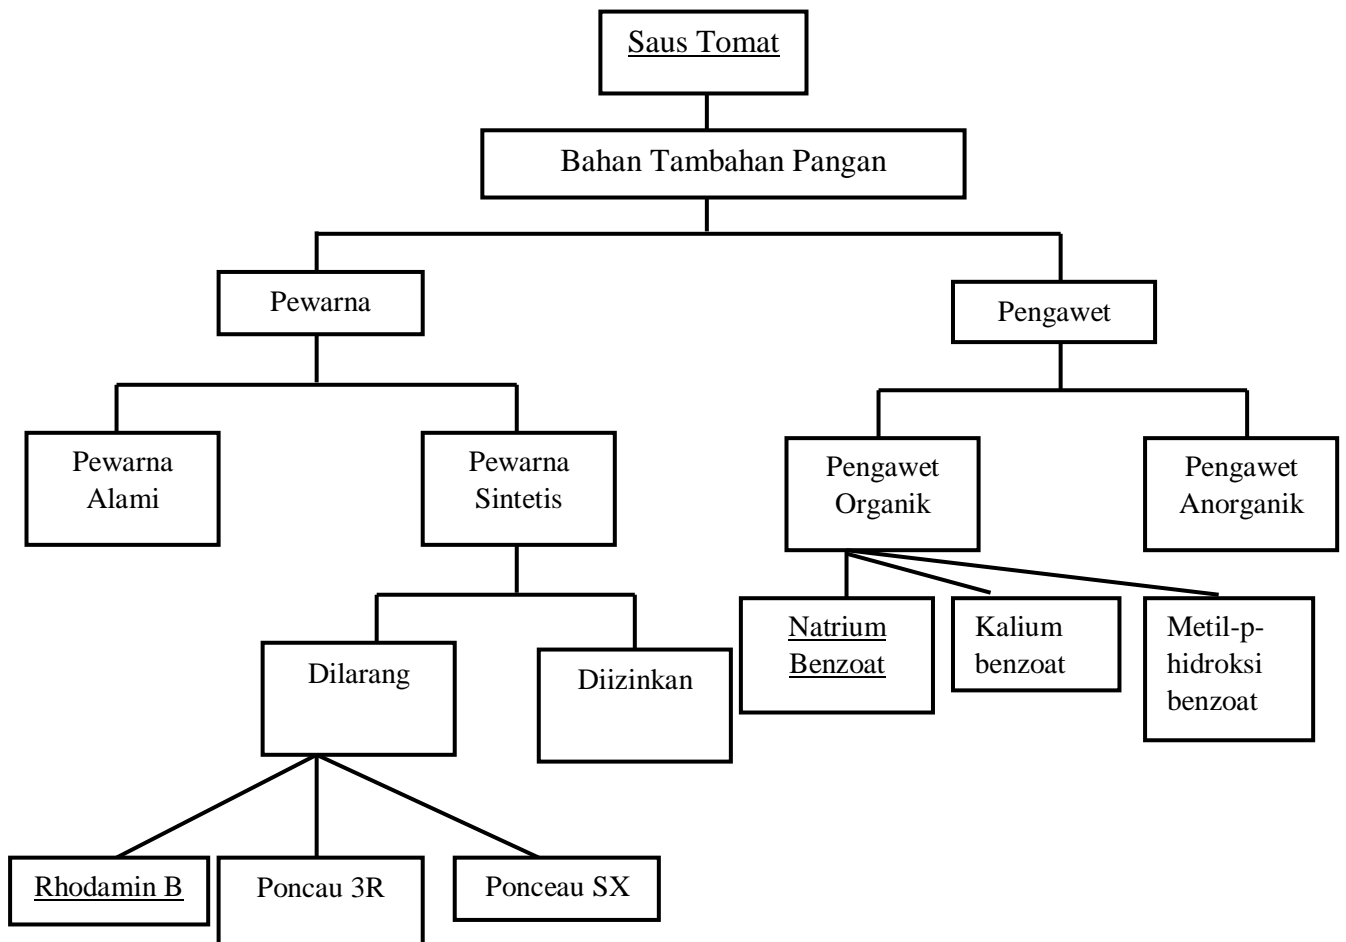 Saus Tomat
Bahan Tambahan Pangan
Pewarna
Pengawet
Pewarna
Alami
Pewarna
Sintetis
Pengawet
Organik
Pengawet
Anorganik
Dilarang
Diizinkan
Natrium
Benzoat
Kalium
benzoat
Metil-p-
hidroksi
benzoat
Rhodamin B
Poncau 3R
Ponceau SX